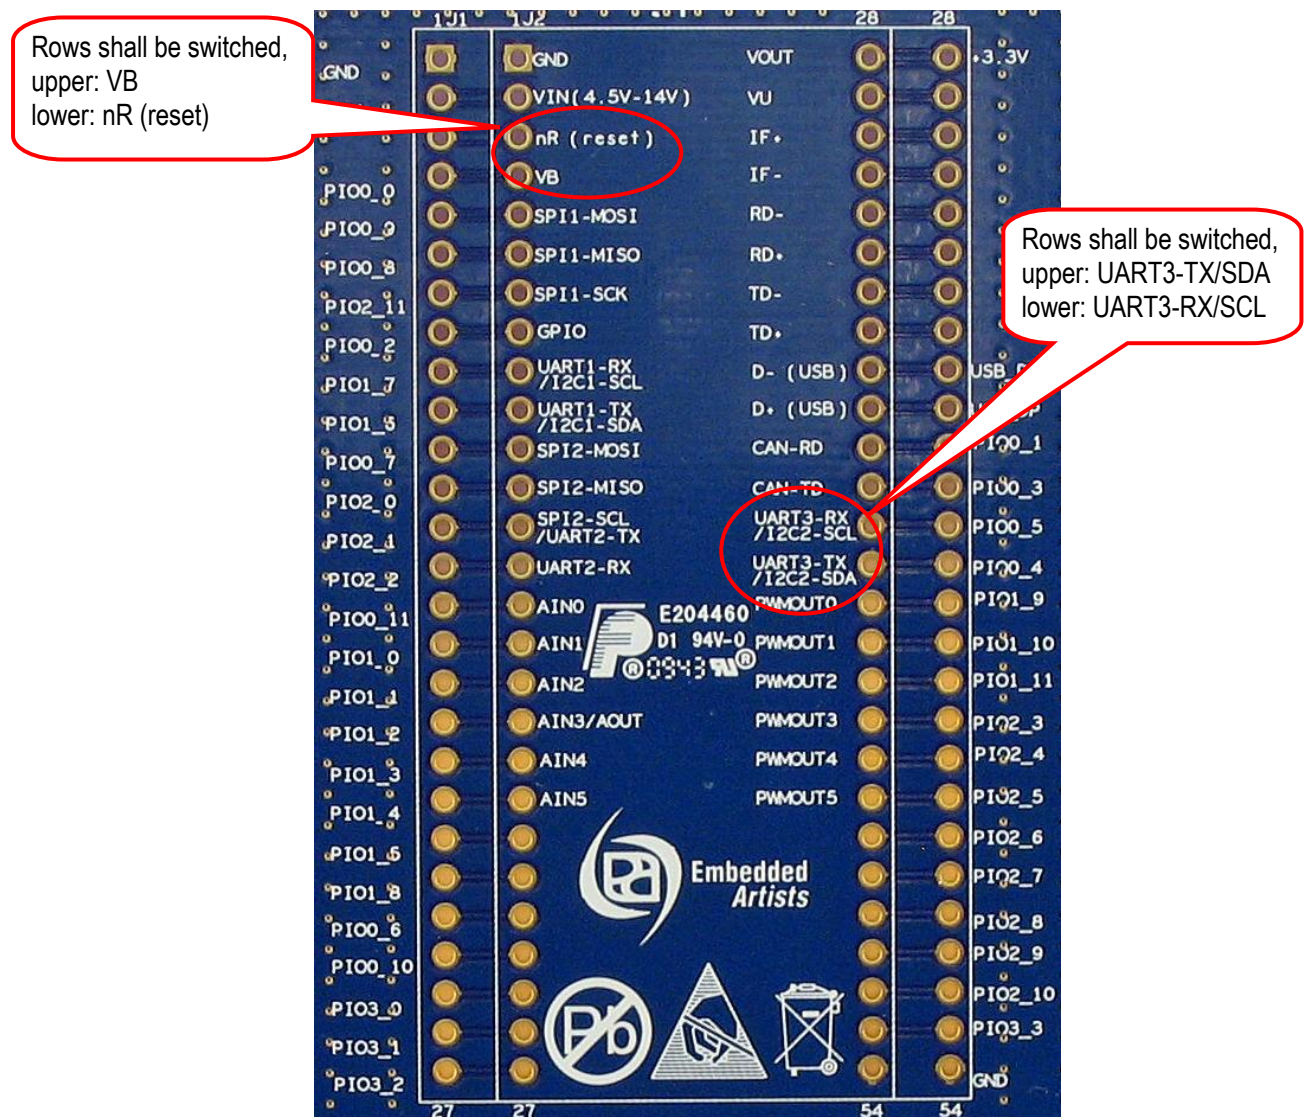 Rows shall be switched,
upper: VB
lower: nR (reset)
Rows shall be switched,
upper: UART3-TX/SDA
lower: UART3-RX/SCL
1J1
1J2
28
28
GND
GND
VOUT
+3.3V
VIN(4.5V-14V)
VU
nR (reset)
IF+
PIO0_0
VB
IF-
PIO0_9
SPI1-MOSI
RD-
PIO0_8
SPI1-MISO
RD+
PIO2_11
SPI1-SCK
TD-
PIO0_2
GPIO
TD+
PIO1_7
UART1-RX
/I2C1-SCL
D- (USB)
PIO1_6
UART1-TX
/I2C1-SDA
D+ (USB)
PIO0_7
SPI2-MOSI
CAN-RD
PIO0_1
PIO2_0
SPI2-MISO
CAN-TD
PIO0_3
PIO2_1
SPI2-SCL
/UART2-TX
UART3-RX
/I2C2-SCL
PIO0_5
PIO2_2
UART2-RX
UART3-TX
/I2C2-SDA
PIO0_4
PIO0_11
AIN0
E204460
PWMOUT0
PIO1_9
PIO1_0
AIN1
D1 94V-0
PWMOUT1
PIO1_10
0943
PIO1_1
AIN2
PWMOUT2
PIO1_11
PIO1_2
AIN3/AOUT
PWMOUT3
PIO2_3
PIO1_3
AIN4
PWMOUT4
PIO2_4
PIO1_4
AIN5
PWMOUT5
PIO2_5
PIO1_5
PIO2_6
PIO1_8
Embedded
Artists
PIO2_7
PIO0_6
PIO2_8
PIO0_10
PIO2_9
PIO3_0
Pb
PIO2_10
PIO3_1
PIO3_3
PIO3_2
GND
27
27
54
54